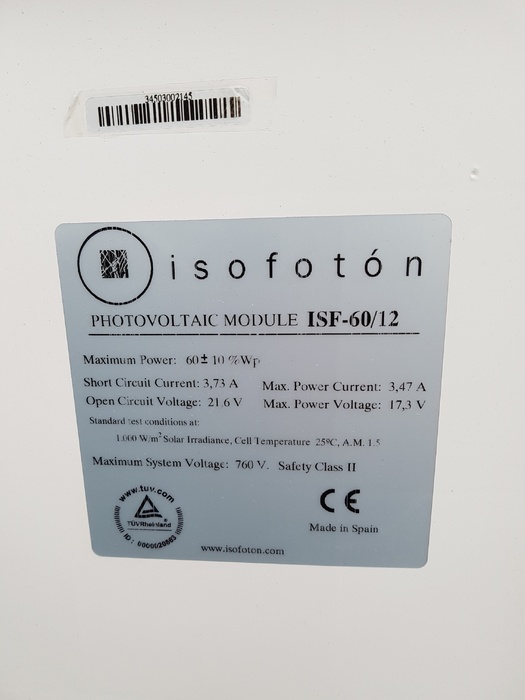 34503002145
isofotón
PHOTOVOLTAIC MODULE ISF-60/12
Maximum Power: 60 ± 10 %Wp
Short Circuit Current: 3,73 A Max. Power Current: 3,47 A
Open Circuit Voltage: 21.6 V Max. Power Voltage: 17,3 V
Standard test conditions at:
1.000 W/m² Solar Irradiance, Cell Temperature 25ºC, A.M. 1.5
Maximum System Voltage: 760 V. Safety Class II
www.tuv.com
TÜVRheinland
ID: 0000020663
CE
Made in Spain
www.isofoton.com